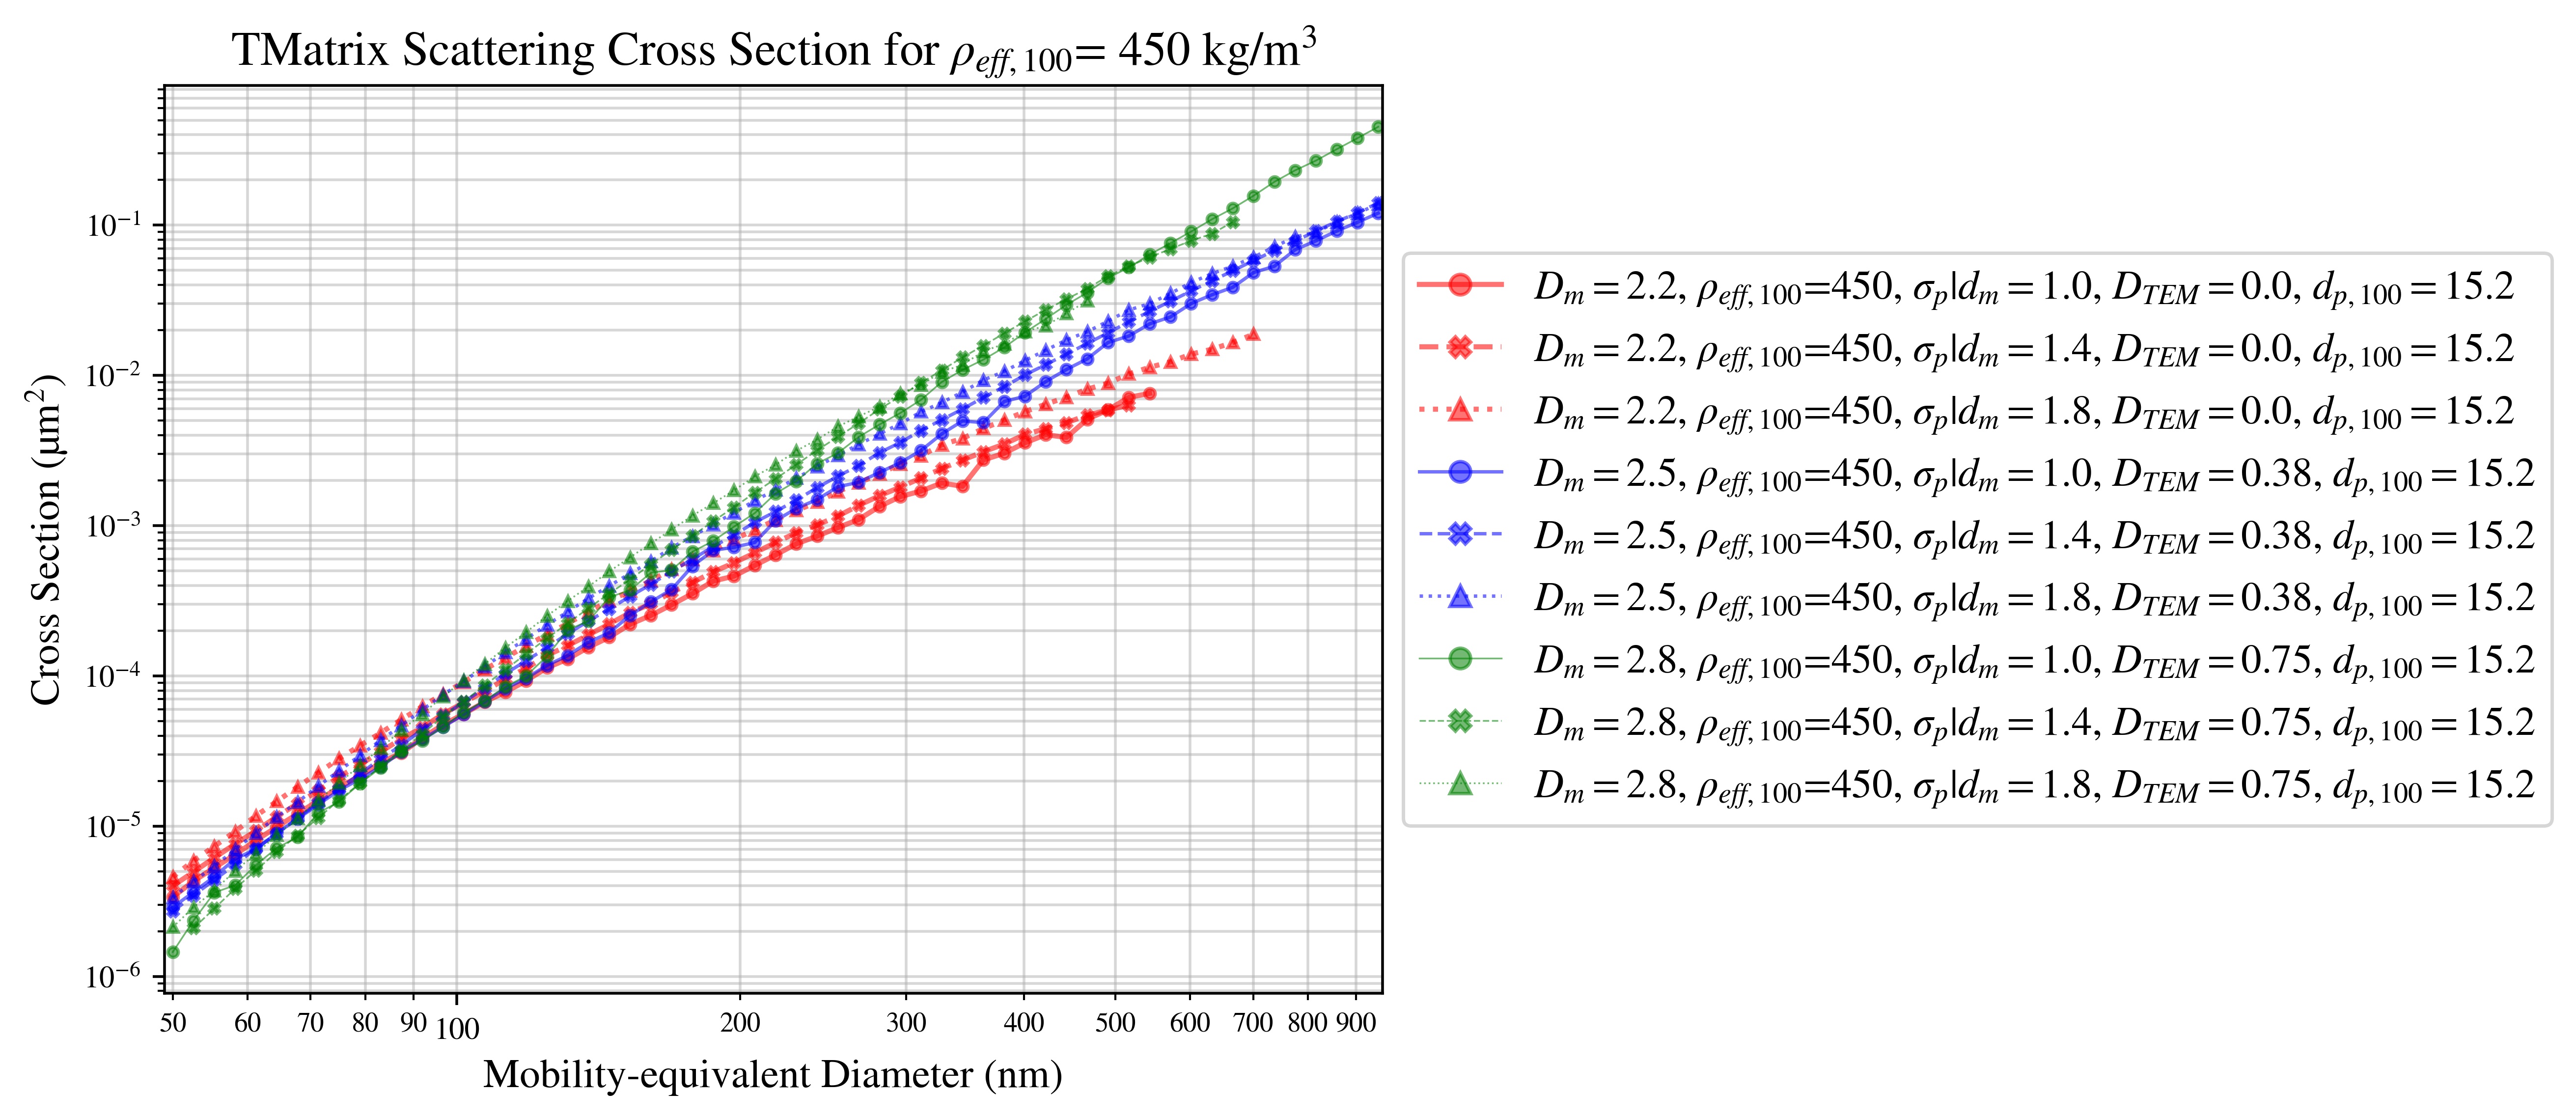 TMatrix Scattering Cross Section for ρeff,100= 450 kg/m³
Cross Section (μm²)
10⁻¹
10⁻²
10⁻³
10⁻⁴
10⁻⁵
10⁻⁶
50 60 70 80 90 100 200 300 400 500 600 700 800 900
Mobility-equivalent Diameter (nm)
Dm = 2.2, ρeff,100=450, σp|dm = 1.0, DTEM = 0.0, dp,100 = 15.2
Dm = 2.2, ρeff,100=450, σp|dm = 1.4, DTEM = 0.0, dp,100 = 15.2
Dm = 2.2, ρeff,100=450, σp|dm = 1.8, DTEM = 0.0, dp,100 = 15.2
Dm = 2.5, ρeff,100=450, σp|dm = 1.0, DTEM = 0.38, dp,100 = 15.2
Dm = 2.5, ρeff,100=450, σp|dm = 1.4, DTEM = 0.38, dp,100 = 15.2
Dm = 2.5, ρeff,100=450, σp|dm = 1.8, DTEM = 0.38, dp,100 = 15.2
Dm = 2.8, ρeff,100=450, σp|dm = 1.0, DTEM = 0.75, dp,100 = 15.2
Dm = 2.8, ρeff,100=450, σp|dm = 1.4, DTEM = 0.75, dp,100 = 15.2
Dm = 2.8, ρeff,100=450, σp|dm = 1.8, DTEM = 0.75, dp,100 = 15.2